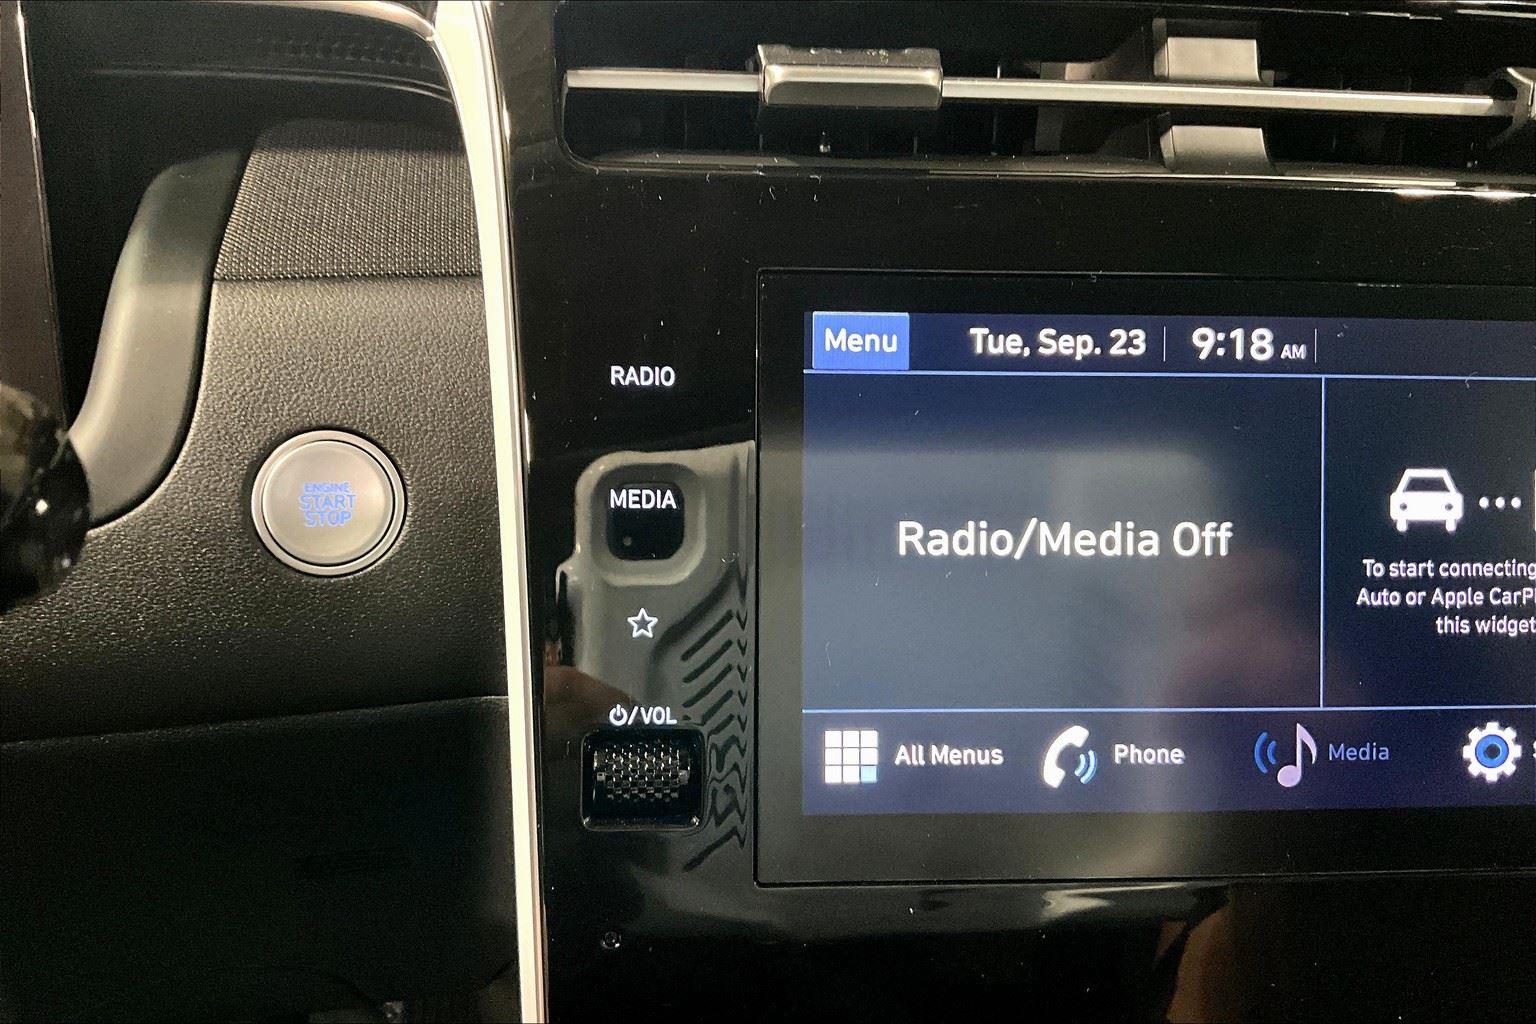 ENGINE
START
STOP
RADIO
MEDIA
⏻/VOL
Menu
Tue, Sep. 23
9:18 AM
Radio/Media Off
To start connecting
Auto or Apple CarP
this widget
All Menus
Phone
Media